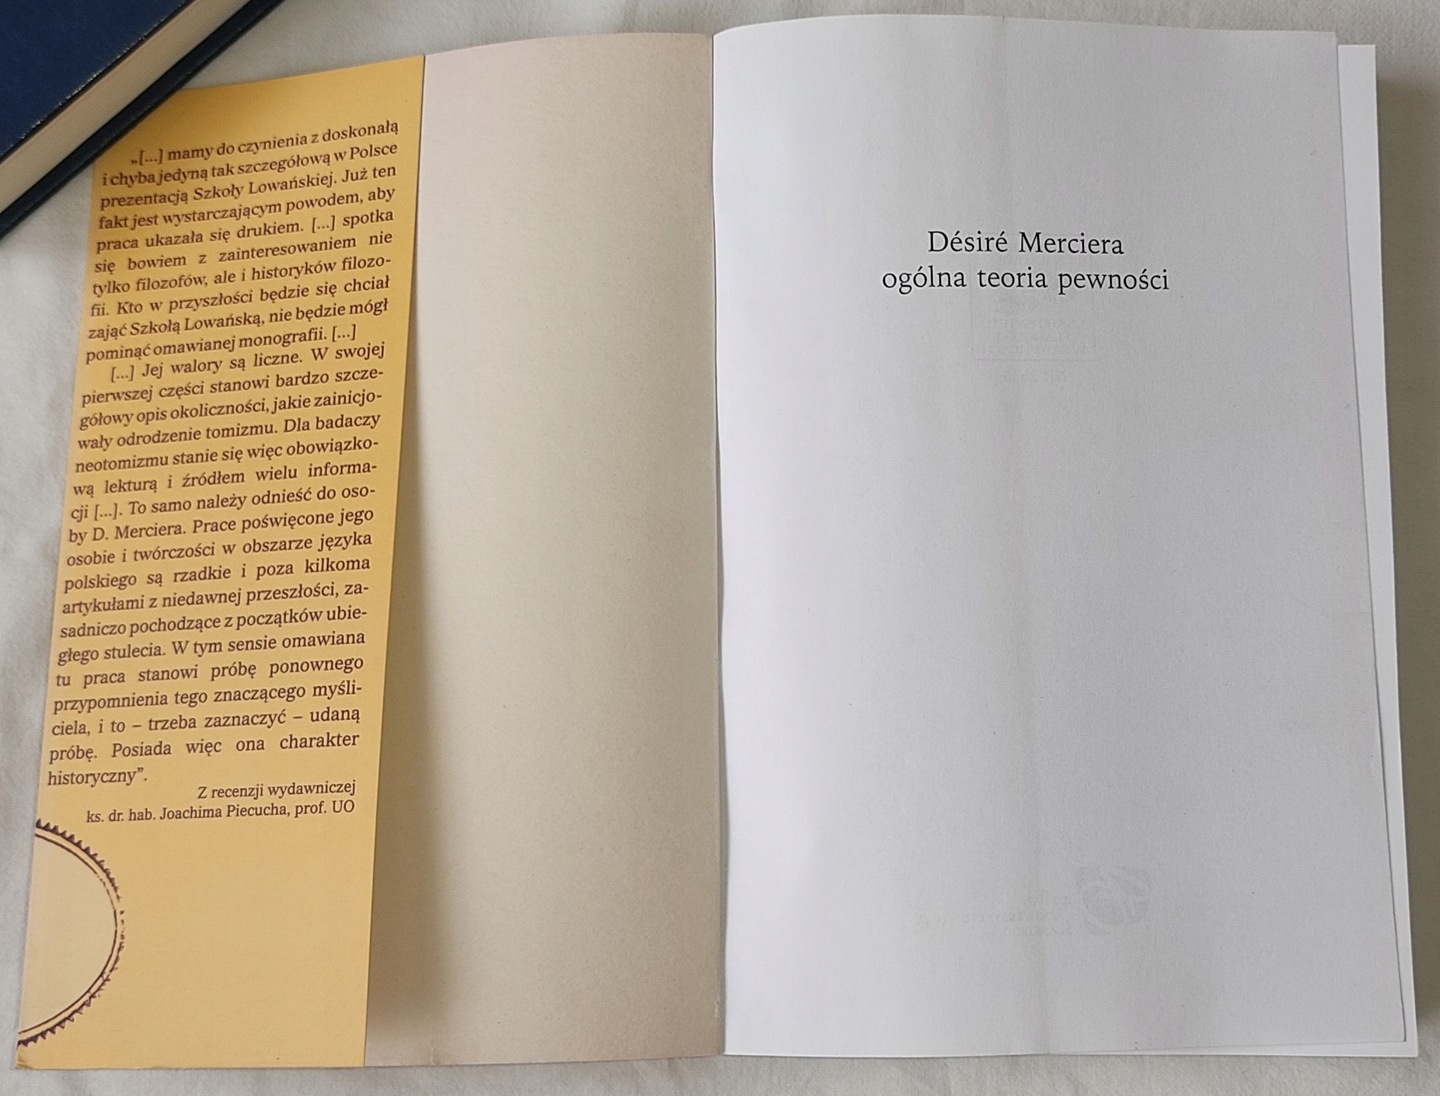 „[...] mamy do czynienia z doskonałą
i chyba jedyną tak szczegółową w Polsce
prezentacją Szkoły Lowańskiej. Już ten
fakt jest wystarczającym powodem, aby
praca ukazała się drukiem. [...] spotka
się bowiem z zainteresowaniem nie
tylko filozofów, ale i historyków filozo-
fii. Kto w przyszłości będzie się chciał
zająć Szkołą Lowańską, nie będzie mógł
pominąć omawianej monografii. [...]
[...] Jej walory są liczne. W swojej
pierwszej części stanowi bardzo szcze-
gółowy opis okoliczności, jakie zainicjo-
wały odrodzenie tomizmu. Dla badaczy
neotomizmu stanie się więc obowiązko-
wą lekturą i źródłem wielu informa-
cji [...]. To samo należy odnieść do oso-
by D. Merciera. Prace poświęcone jego
osobie i twórczości w obszarze języka
polskiego są rzadkie i poza kilkoma
artykułami z niedawnej przeszłości, za-
sadniczo pochodzące z początków ubie-
głego stulecia. W tym sensie omawiana
tu praca stanowi próbę ponownego
przypomnienia tego znaczącego myśli-
ciela, i to – trzeba zaznaczyć – udaną
próbę. Posiada więc ona charakter
historyczny”.
Z recenzji wydawniczej
ks. dr. hab. Joachima Piecucha, prof. UO
Désiré Merciera
ogólna teoria pewności